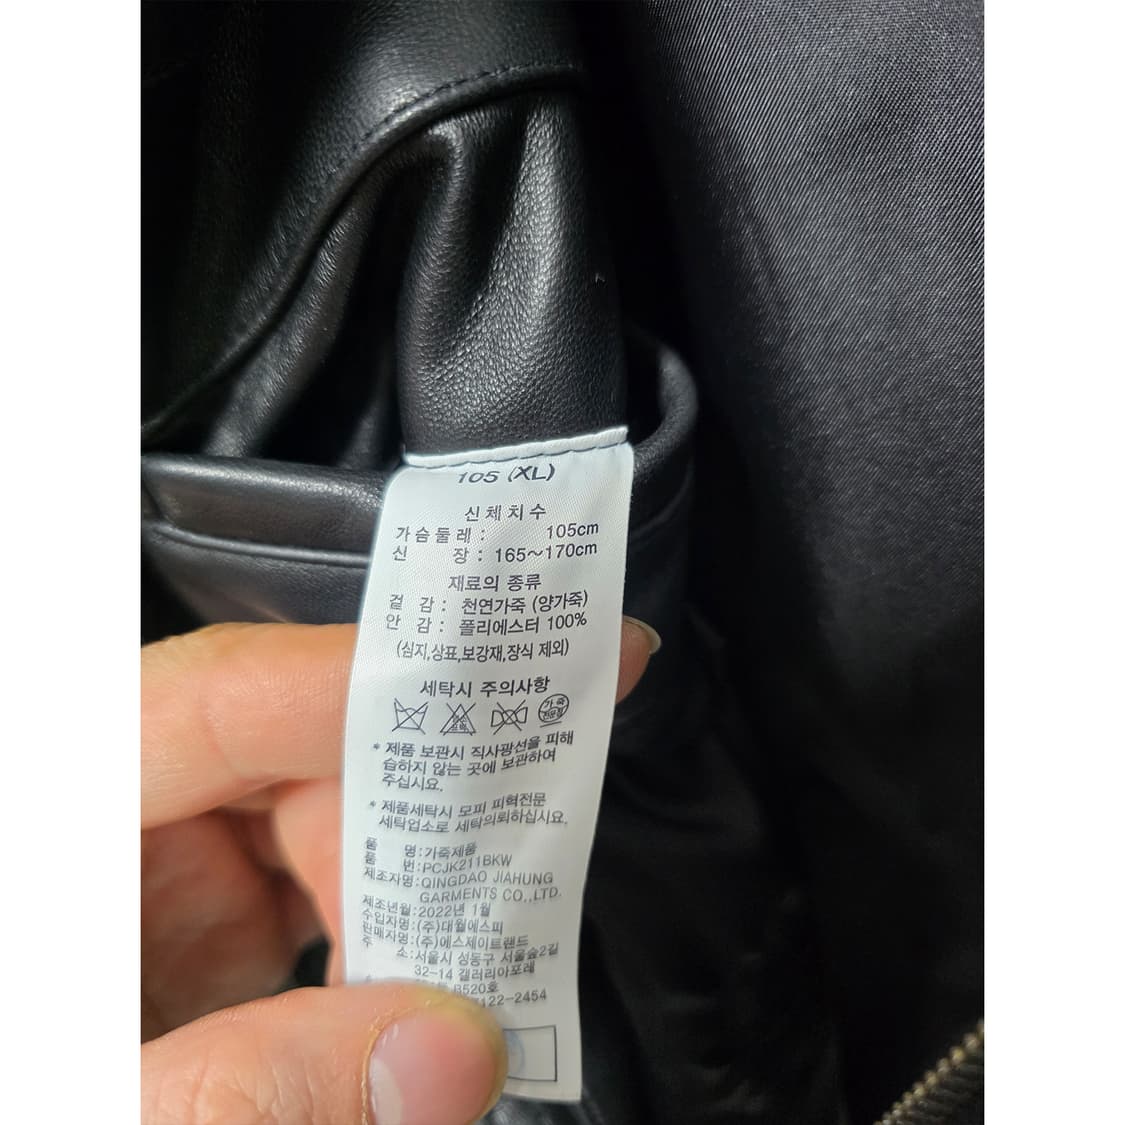 105 (XL)
신체치수
가슴둘레 : 105cm
신 장 : 165~170cm
재료의 종류
겉 감 : 천연가죽 (양가죽)
안 감 : 폴리에스터 100%
(심지,상표,보강재,장식 제외)
세탁시 주의사항
가 죽
전문점
* 제품 보관시 직사광선을 피해
습하지 않는 곳에 보관하여
주십시요.
* 제품세탁시 모피 피혁전문
세탁업소로 세탁의뢰하십시요.
품 명:가죽제품
품 번:PCJK211BKW
제조자명:QINGDAO JIAHUNG
GARMENTS CO.,LTD.
제조년월:2022년 1월
수입자명:(주)대월에스피
판매자명:(주)에스제이트랜드
주 소:서울시 성동구 서울숲2길
32-14 갤러리아포레
B520호
7122-2454